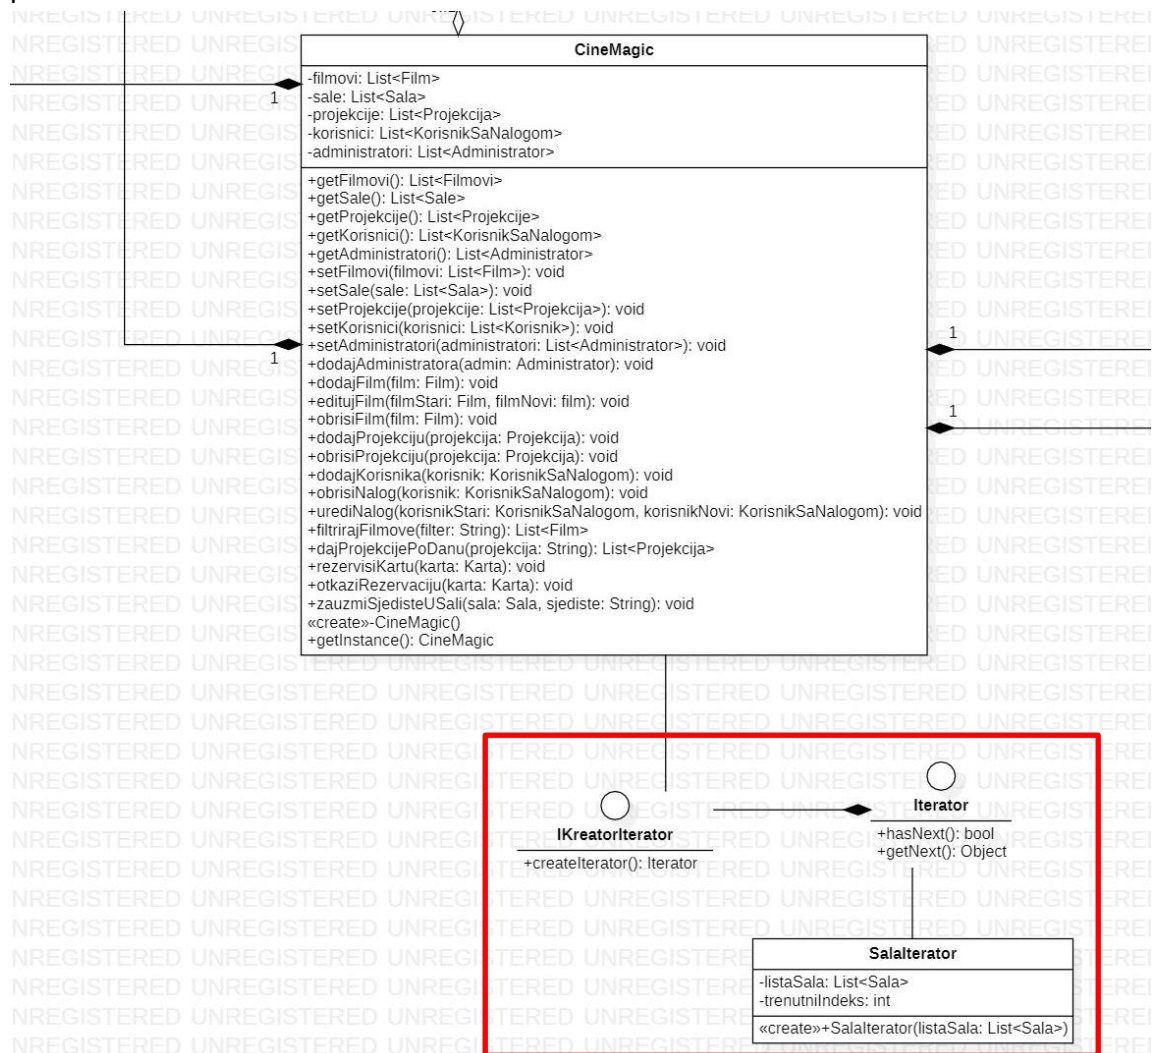 CineMagic
-filmovi: List<Film>
-sale: List<Sala>
-projekcije: List<Projekcija>
-korisnici: List<KorisnikSaNalogom>
-administratori: List<Administrator>
+getFilmovi(): List<Filmovi>
+getSale(): List<Sale>
+getProjekcije(): List<Projekcije>
+getKorisnici(): List<KorisnikSaNalogom>
+getAdministratori(): List<Administrator>
+setFilmovi(filmovi: List<Film>): void
+setSale(sale: List<Sala>): void
+setProjekcije(projekcije: List<Projekcija>): void
+setKorisnici(korisnici: List<Korisnik>): void
+setAdministratori(administratori: List<Administrator>): void
+dodajAdministratora(admin: Administrator): void
+dodajFilm(film: Film): void
+editujFilm(filmStari: Film, filmNovi: film): void
+obrisiFilm(film: Film): void
+dodajProjekciju(projekcija: Projekcija): void
+obrisiProjekciju(projekcija: Projekcija): void
+dodajKorisnika(korisnik: KorisnikSaNalogom): void
+obrisiNalog(korisnik: KorisnikSaNalogom): void
+urediNalog(korisnikStari: KorisnikSaNalogom, korisnikNovi: KorisnikSaNalogom): void
+filtrirajFilmove(filter: String): List<Film>
+dajProjekcijePoDanu(projekcija: String): List<Projekcija>
+rezervisiKartu(karta: Karta): void
+otkaziRezervaciju(karta: Karta): void
+zauzmiSjedisteUSali(sala: Sala, sjediste: String): void
«create»-CineMagic()
+getInstance(): CineMagic
1
1
1
1
IKreatorIterator
+createIterator(): Iterator
Iterator
+hasNext(): bool
+getNext(): Object
SalaIterator
-listaSala: List<Sala>
-trenutniIndeks: int
«create»+SalaIterator(listaSala: List<Sala>)